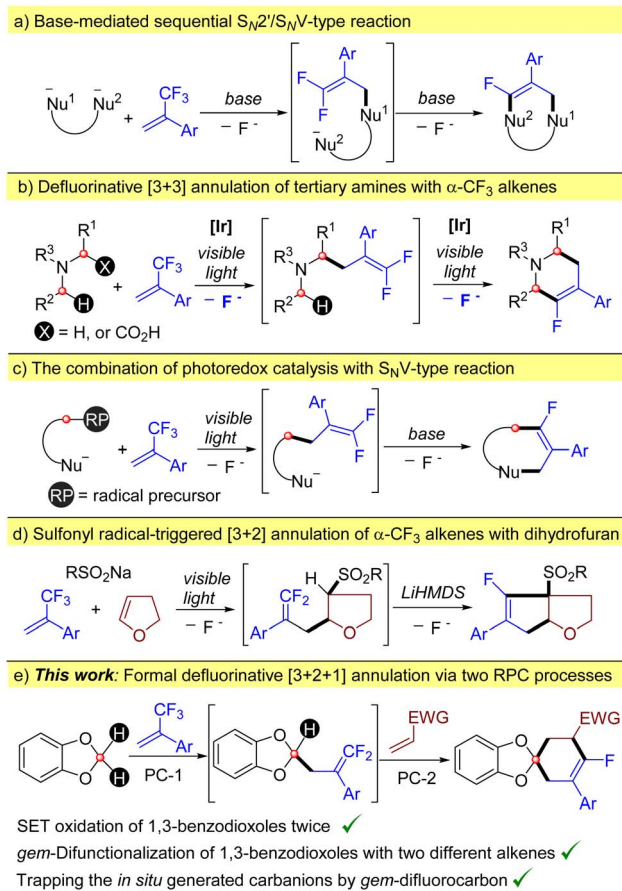 a) Base-mediated sequential SN2'/SNV-type reaction
Ar
F
F
Nu1
Nu2
CF3
Ar
base
− F-
Nu1
Nu2
base
− F-
Ar
F
Nu2
Nu1
b) Defluorinative [3+3] annulation of tertiary amines with α-CF3 alkenes
R1
R3
N
X
R2
H
+
CF3
Ar
[Ir]
visible
light
− F-
R1
Ar
R3
N
F
F
R2
H
[Ir]
visible
light
− F-
R1
R3
N
R2
Ar
F
X = H, or CO2H
c) The combination of photoredox catalysis with SNV-type reaction
RP
Nu-
+
CF3
Ar
visible
light
− F-
Ar
F
F
Nu-
base
− F-
F
Ar
Nu
RP = radical precursor
d) Sulfonyl radical-triggered [3+2] annulation of α-CF3 alkenes with dihydrofuran
RSO2Na
CF3
Ar
+
O
visible
light
− F-
CF2
H
SO2R
Ar
O
LiHMDS
− F-
F
SO2R
Ar
O
e) This work: Formal defluorinative [3+2+1] annulation via two RPC processes
O
O
H
H
CF3
Ar
PC-1
O
O
H
CF2
Ar
EWG
PC-2
EWG
O
O
F
Ar
SET oxidation of 1,3-benzodioxoles twice ✓
gem-Difunctionalization of 1,3-benzodioxoles with two different alkenes ✓
Trapping the in situ generated carbanions by gem-difluorocarbon ✓